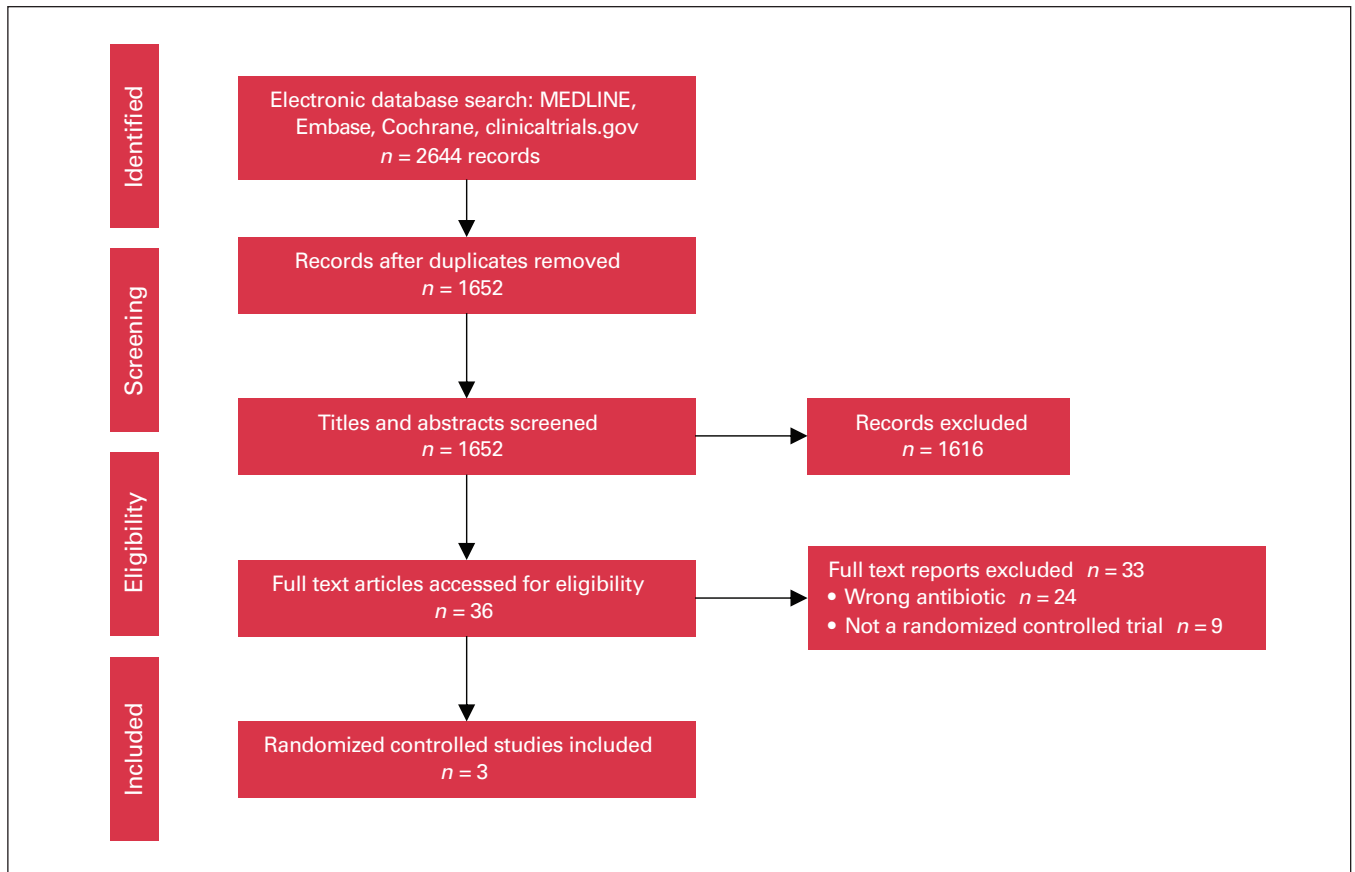 Identified
Electronic database search: MEDLINE,
Embase, Cochrane, clinicaltrials.gov
n = 2644 records
Screening
Records after duplicates removed
n = 1652
Titles and abstracts screened
n = 1652
Records excluded
n = 1616
Eligibility
Full text articles accessed for eligibility
n = 36
Full text reports excluded n = 33
• Wrong antibiotic n = 24
• Not a randomized controlled trial n = 9
Included
Randomized controlled studies included
n = 3